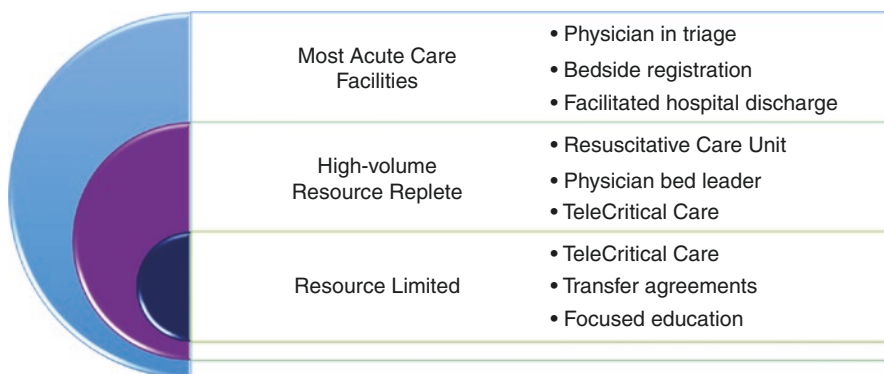 Most Acute Care
Facilities
• Physician in triage
• Bedside registration
• Facilitated hospital discharge
High-volume
Resource Replete
• Resuscitative Care Unit
• Physician bed leader
• TeleCritical Care
Resource Limited
• TeleCritical Care
• Transfer agreements
• Focused education